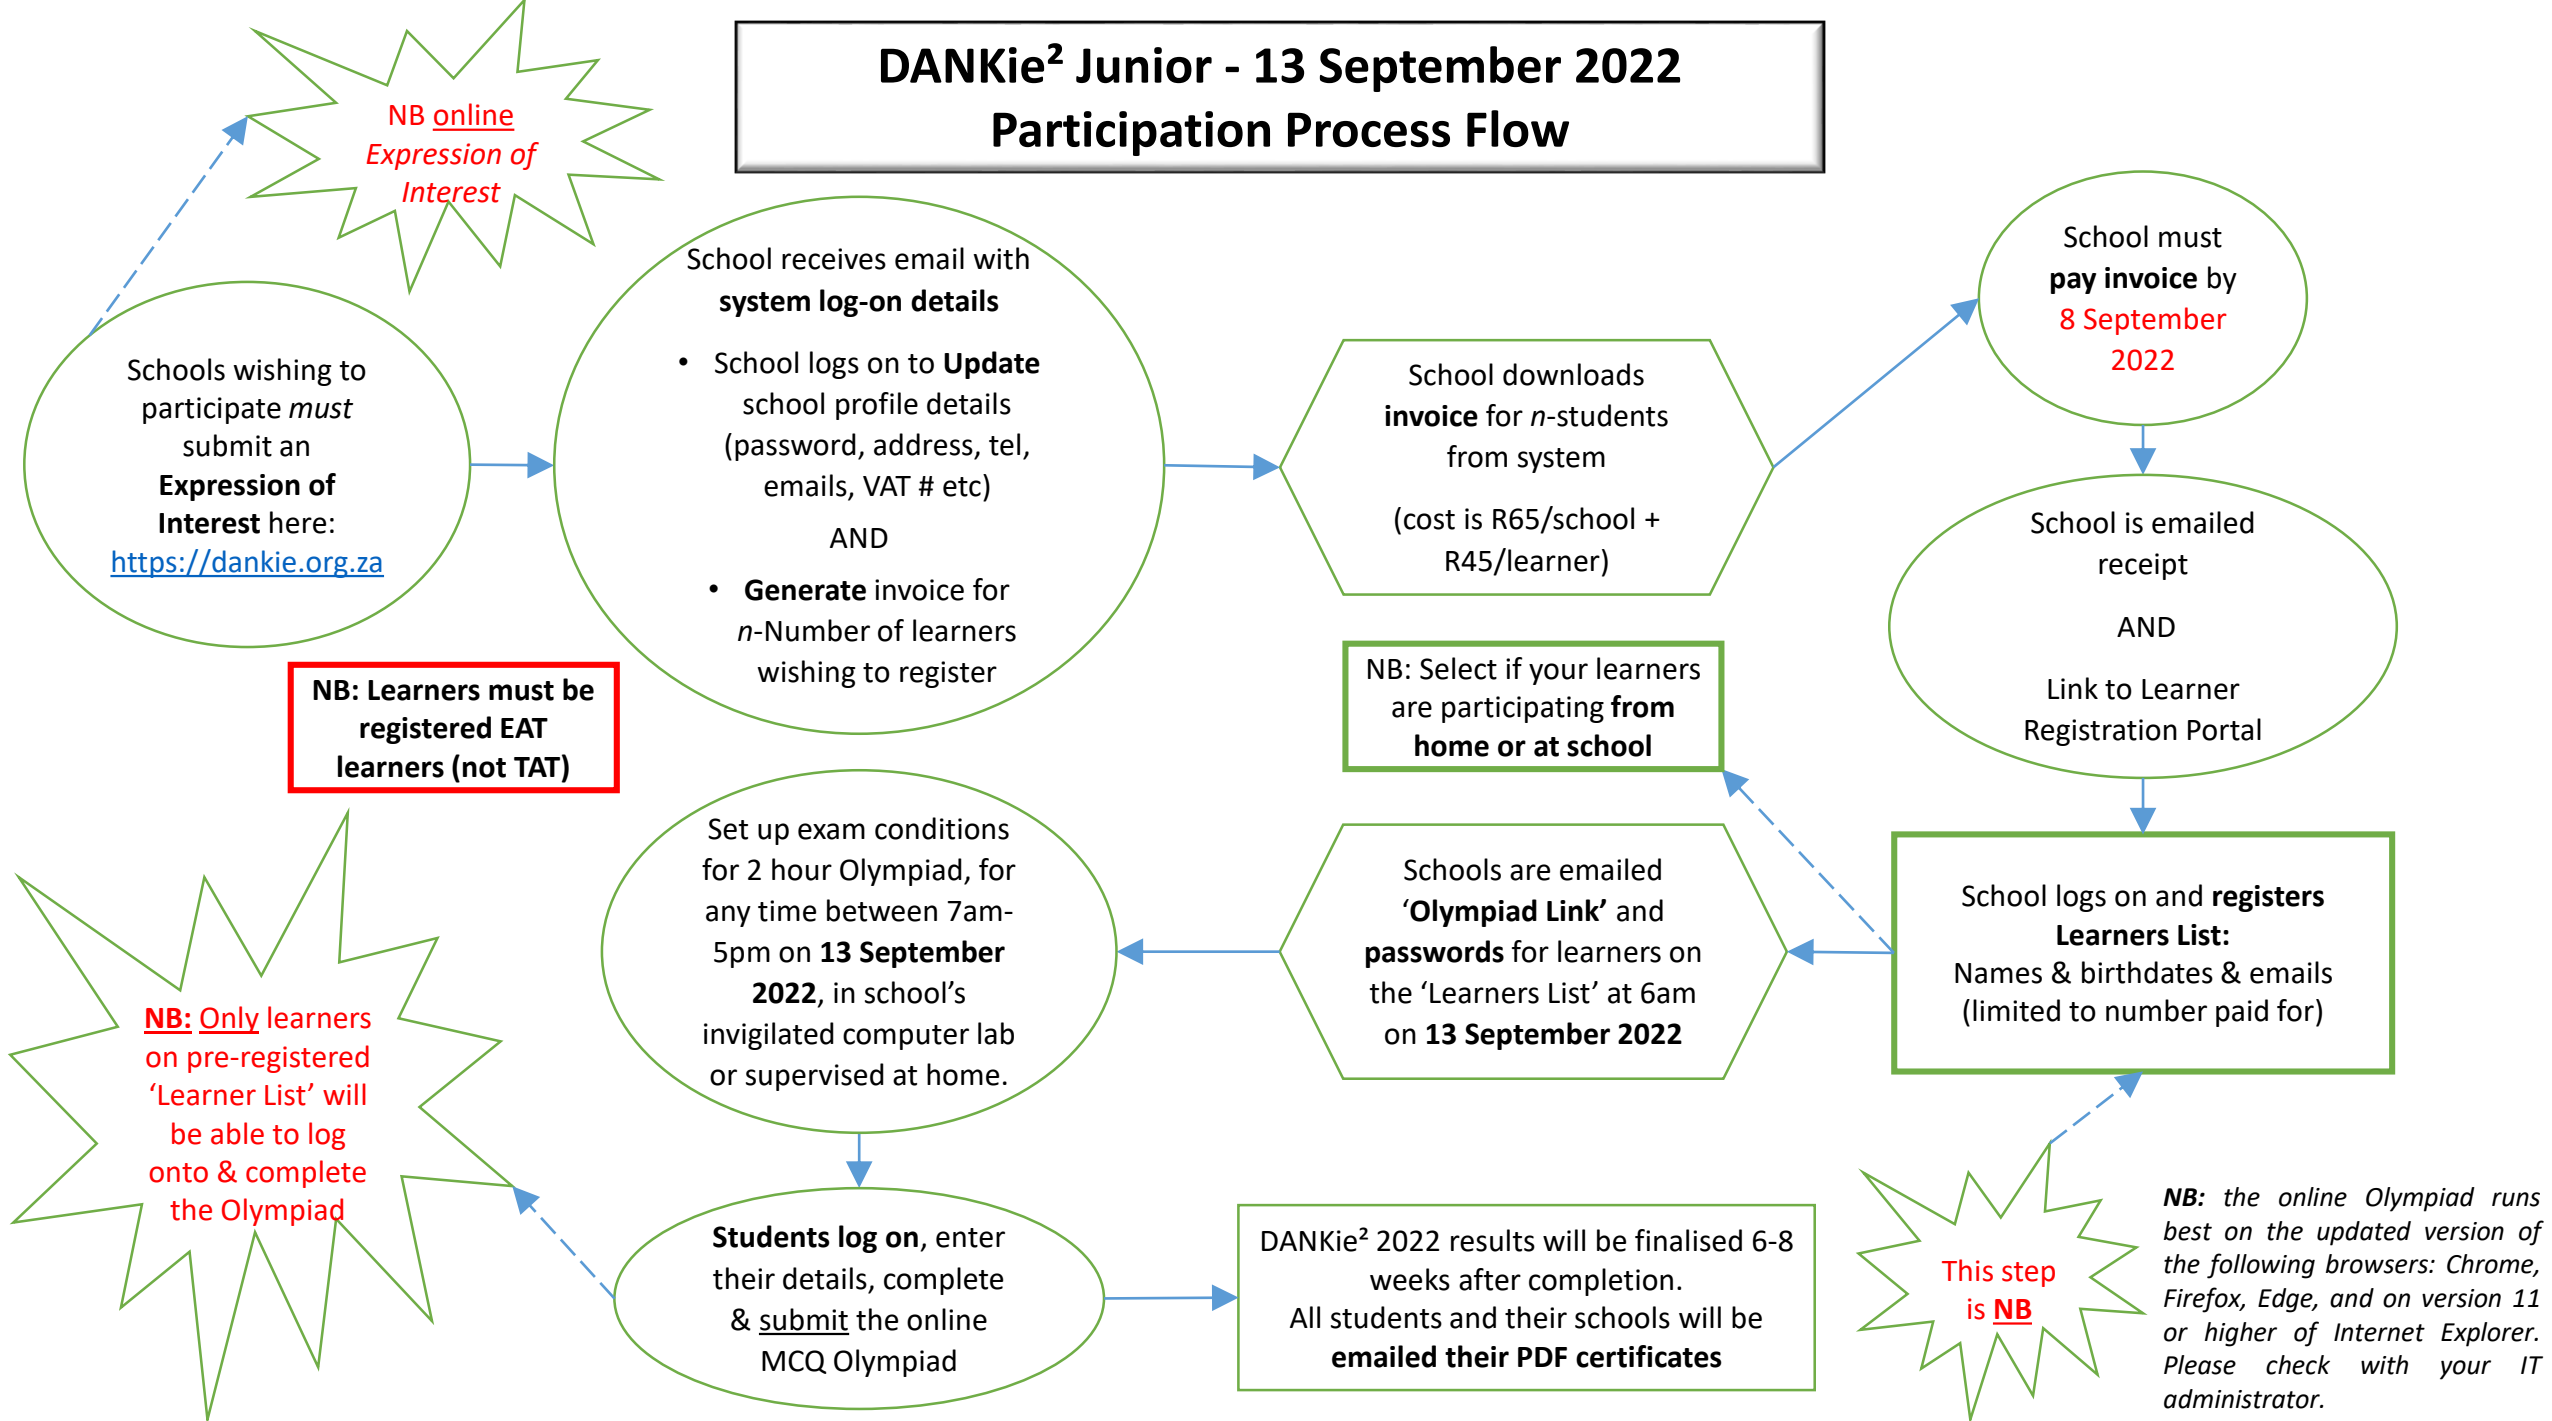 DANKie² Junior - 13 September 2022
Participation Process Flow
NB online
Expression of
Interest
Schools wishing to
participate must
submit an
Expression of
Interest here:
https://dankie.org.za
School receives email with
system log-on details
• School logs on to Update
school profile details
(password, address, tel,
emails, VAT # etc)
AND
• Generate invoice for
n-Number of learners
wishing to register
School downloads
invoice for n-students
from system
(cost is R65/school +
R45/learner)
School must
pay invoice by
8 September
2022
School is emailed
receipt
AND
Link to Learner
Registration Portal
NB: Learners must be
registered EAT
learners (not TAT)
NB: Select if your learners
are participating from
home or at school
School logs on and registers
Learners List:
Names & birthdates & emails
(limited to number paid for)
This step
is NB
Schools are emailed
‘Olympiad Link’ and
passwords for learners on
the ‘Learners List’ at 6am
on 13 September 2022
Set up exam conditions
for 2 hour Olympiad, for
any time between 7am-
5pm on 13 September
2022, in school’s
invigilated computer lab
or supervised at home.
NB: Only learners
on pre-registered
‘Learner List’ will
be able to log
onto & complete
the Olympiad
Students log on, enter
their details, complete
& submit the online
MCQ Olympiad
DANKie² 2022 results will be finalised 6-8
weeks after completion.
All students and their schools will be
emailed their PDF certificates
NB: the online Olympiad runs
best on the updated version of
the following browsers: Chrome,
Firefox, Edge, and on version 11
or higher of Internet Explorer.
Please check with your IT
administrator.